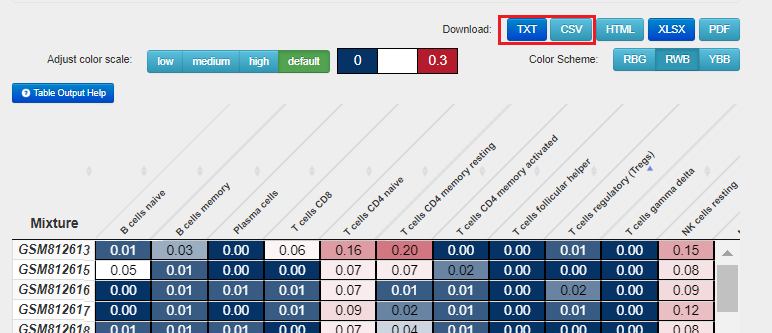 Download: TXT CSV HTML XLSX PDF
Adjust color scale: low medium high default 0 0.3 Color Scheme: RBG RWB YBB
Table Output Help
Mixture B cells naive B cells memory Plasma cells T cells CD8 T cells CD4 naive T cells CD4 memory resting T cells CD4 memory activated T cells follicular helper T cells regulatory (Tregs) T cells gamma delta NK cells resting
GSM812613 0.01 0.03 0.00 0.06 0.16 0.20 0.00 0.00 0.01 0.00 0.15
GSM812615 0.05 0.01 0.00 0.00 0.07 0.07 0.02 0.00 0.00 0.00 0.08
GSM812616 0.00 0.01 0.01 0.01 0.07 0.01 0.01 0.00 0.02 0.00 0.09
GSM812617 0.01 0.01 0.00 0.01 0.09 0.02 0.00 0.00 0.01 0.00 0.12
GSM812618 0.01 0.01 0.00 0.00 0.07 0.04 0.00 0.00 0.01 0.00 0.08